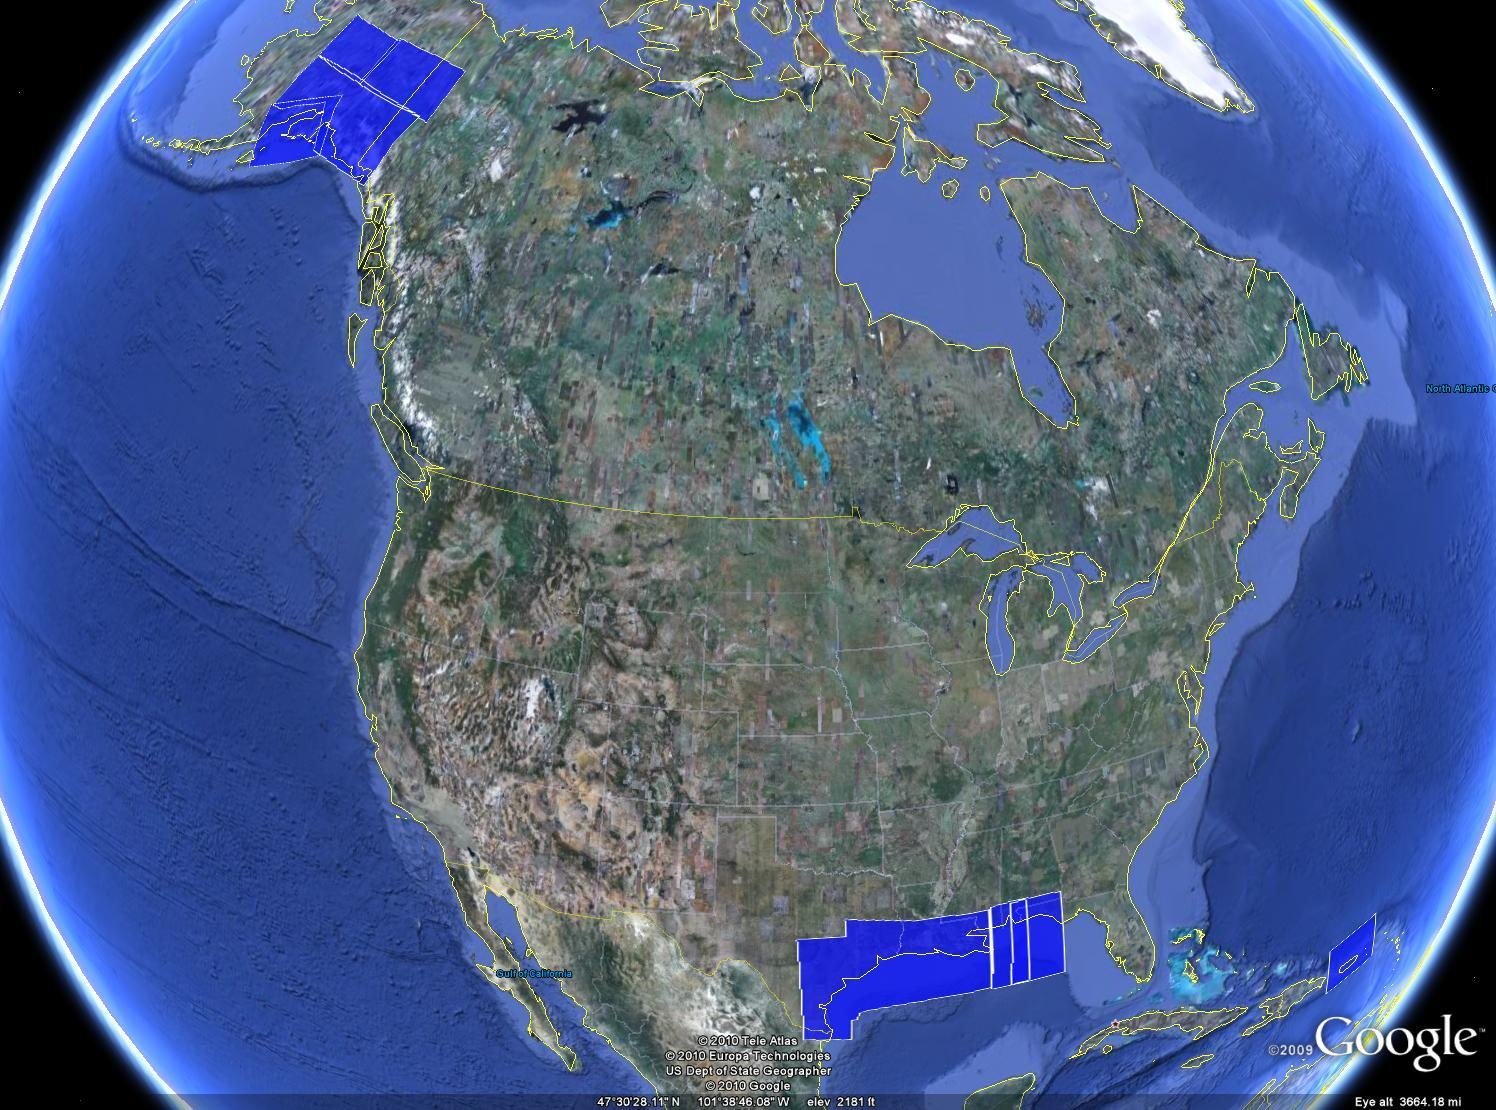 North Atlantic
Gulf of California
© 2010 Tele Atlas
© 2010 Europa Technologies
US Dept of State Geographer
© 2010 Google
©2009 Google™
47°30'28.11" N 101°38'46.08" W elev 2181 ft
Eye alt 3664.18 mi